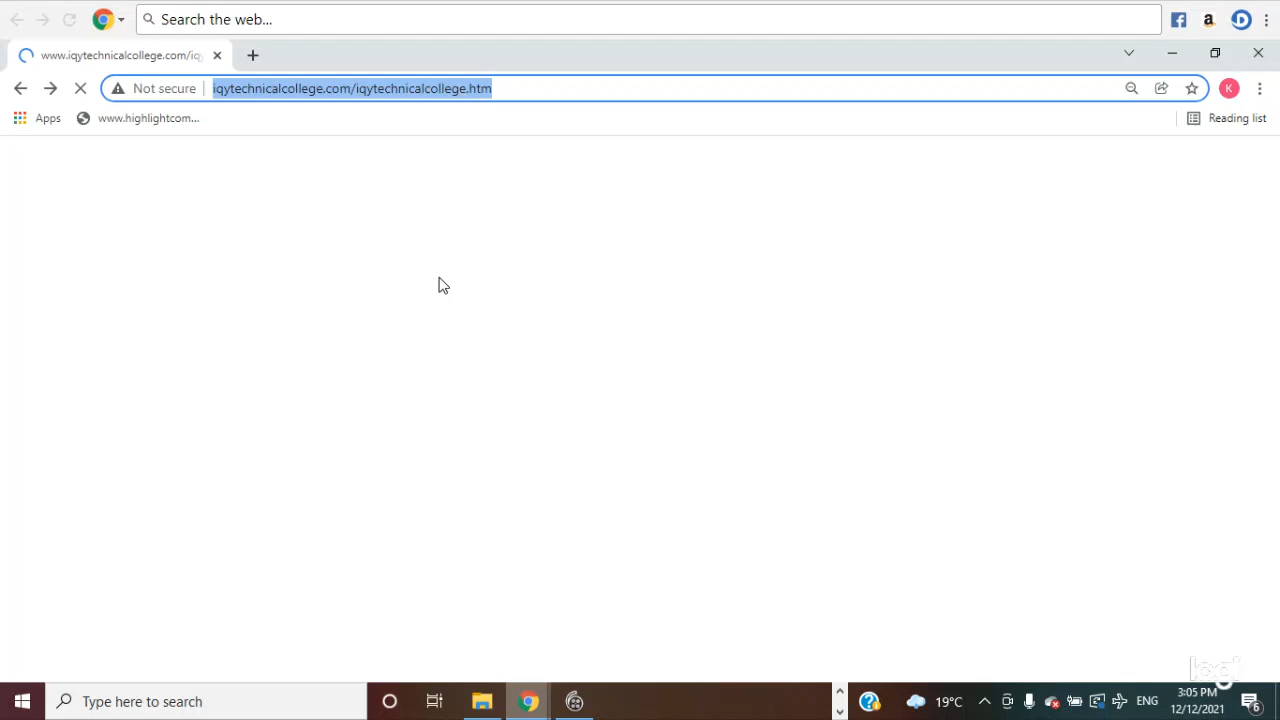 Search the web...
www.iqytechnicalcollege.com/iq
Not secure
iqytechnicalcollege.com/iqytechnicalcollege.htm
K
Apps
www.highlightcom...
Reading list
logi
Type here to search
19°C
ENG
3:05 PM
12/12/2021
6